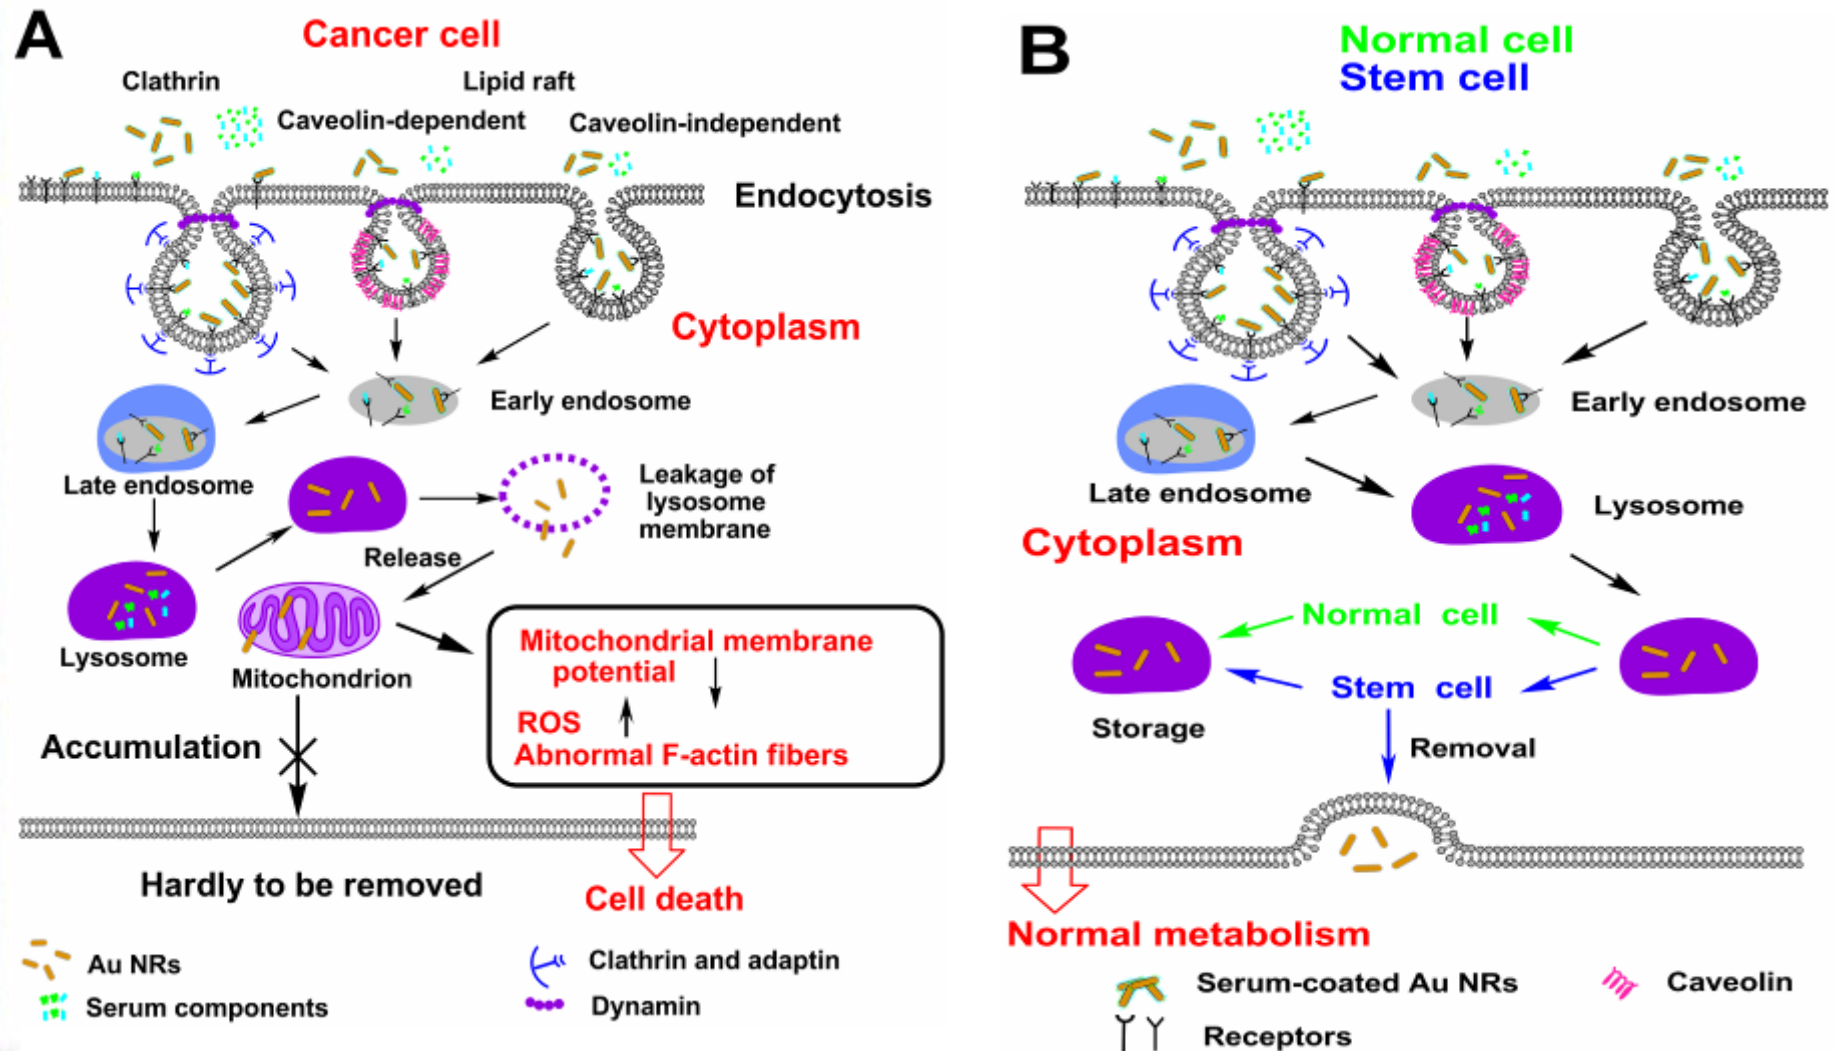 A
Cancer cell
Clathrin
Lipid raft
Caveolin-dependent
Caveolin-independent
Endocytosis
Cytoplasm
Early endosome
Late endosome
Leakage of
lysosome
membrane
Release
Lysosome
Mitochondrion
Mitochondrial membrane
potential
ROS
Abnormal F-actin fibers
Accumulation
Hardly to be removed
Cell death
Au NRs
Clathrin and adaptin
Serum components
Dynamin
B
Normal cell
Stem cell
Early endosome
Late endosome
Lysosome
Cytoplasm
Normal cell
Stem cell
Storage
Removal
Normal metabolism
Serum-coated Au NRs
Caveolin
Receptors